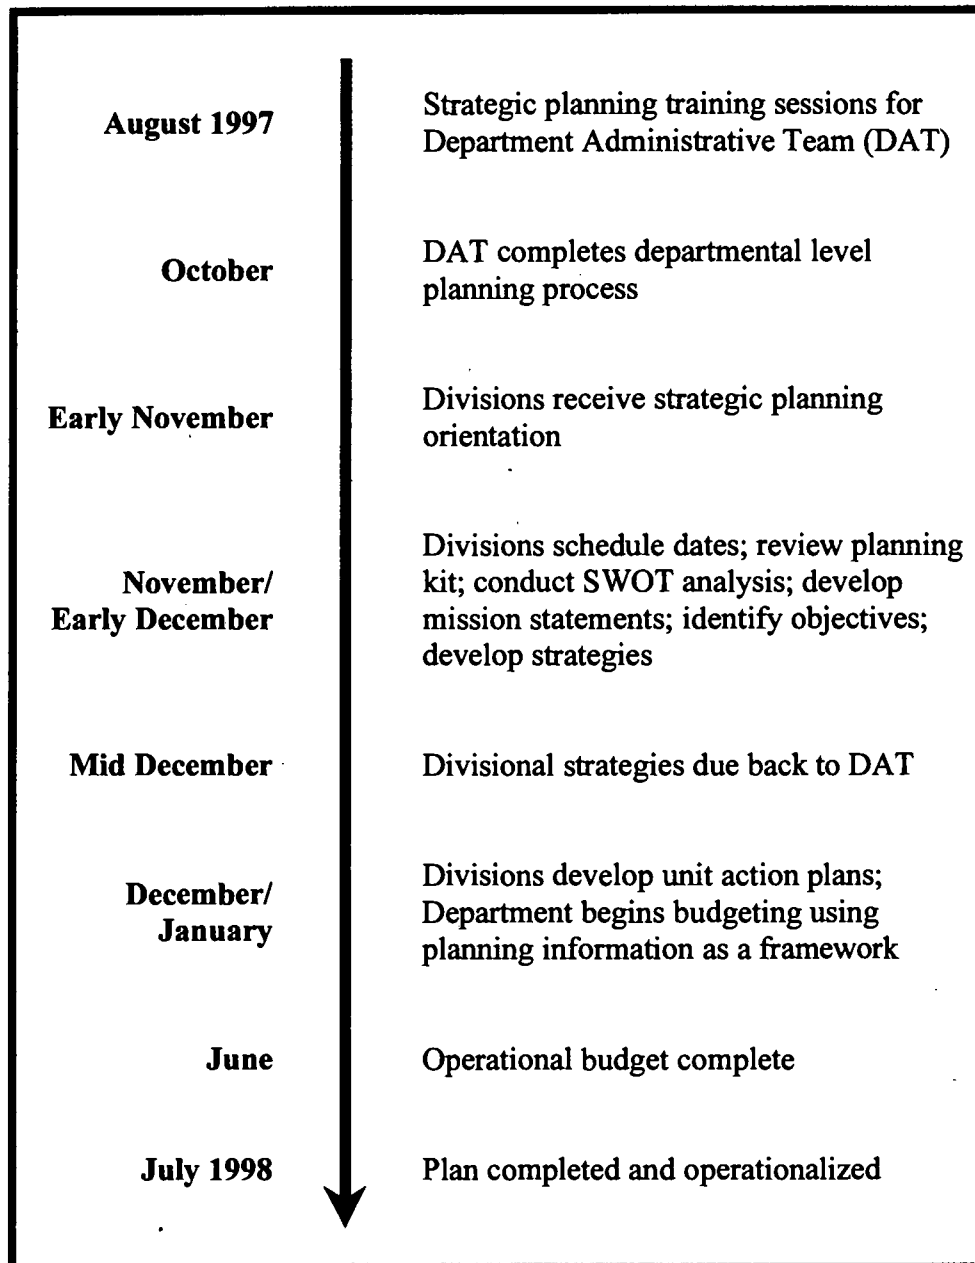 August 1997
Strategic planning training sessions for
Department Administrative Team (DAT)
October
DAT completes departmental level
planning process
Early November
Divisions receive strategic planning
orientation
November/
Early December
Divisions schedule dates; review planning
kit; conduct SWOT analysis; develop
mission statements; identify objectives;
develop strategies
Mid December
Divisional strategies due back to DAT
December/
January
Divisions develop unit action plans;
Department begins budgeting using
planning information as a framework
June
Operational budget complete
July 1998
Plan completed and operationalized